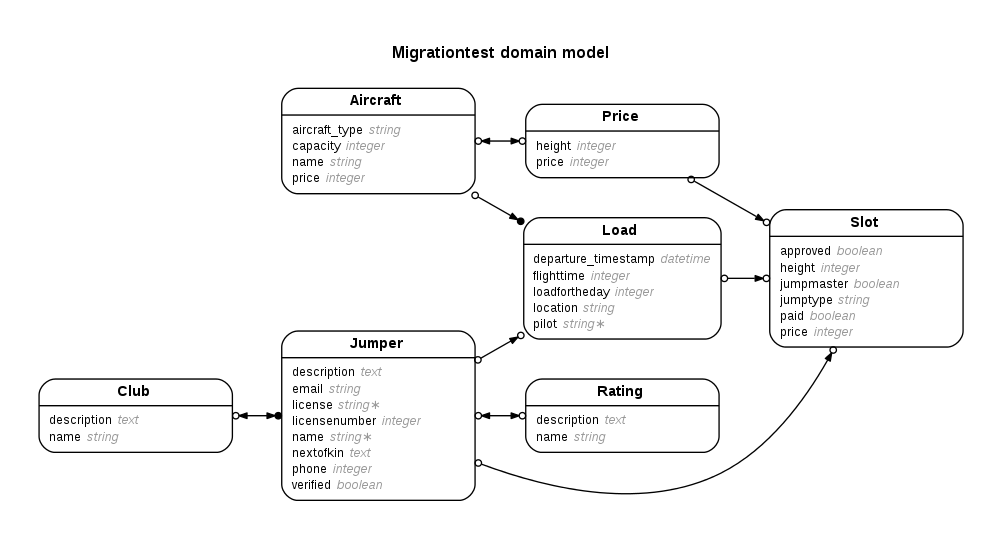 Migrationtest domain model
Aircraft
aircraft_type string
capacity integer
name string
price integer
Price
height integer
price integer
Load
departure_timestamp datetime
flighttime integer
loadfortheday integer
location string
pilot string∗
Slot
approved boolean
height integer
jumpmaster boolean
jumptype string
paid boolean
price integer
Jumper
description text
email string
license string∗
licensenumber integer
name string∗
nextofkin text
phone integer
verified boolean
Club
description text
name string
Rating
description text
name string